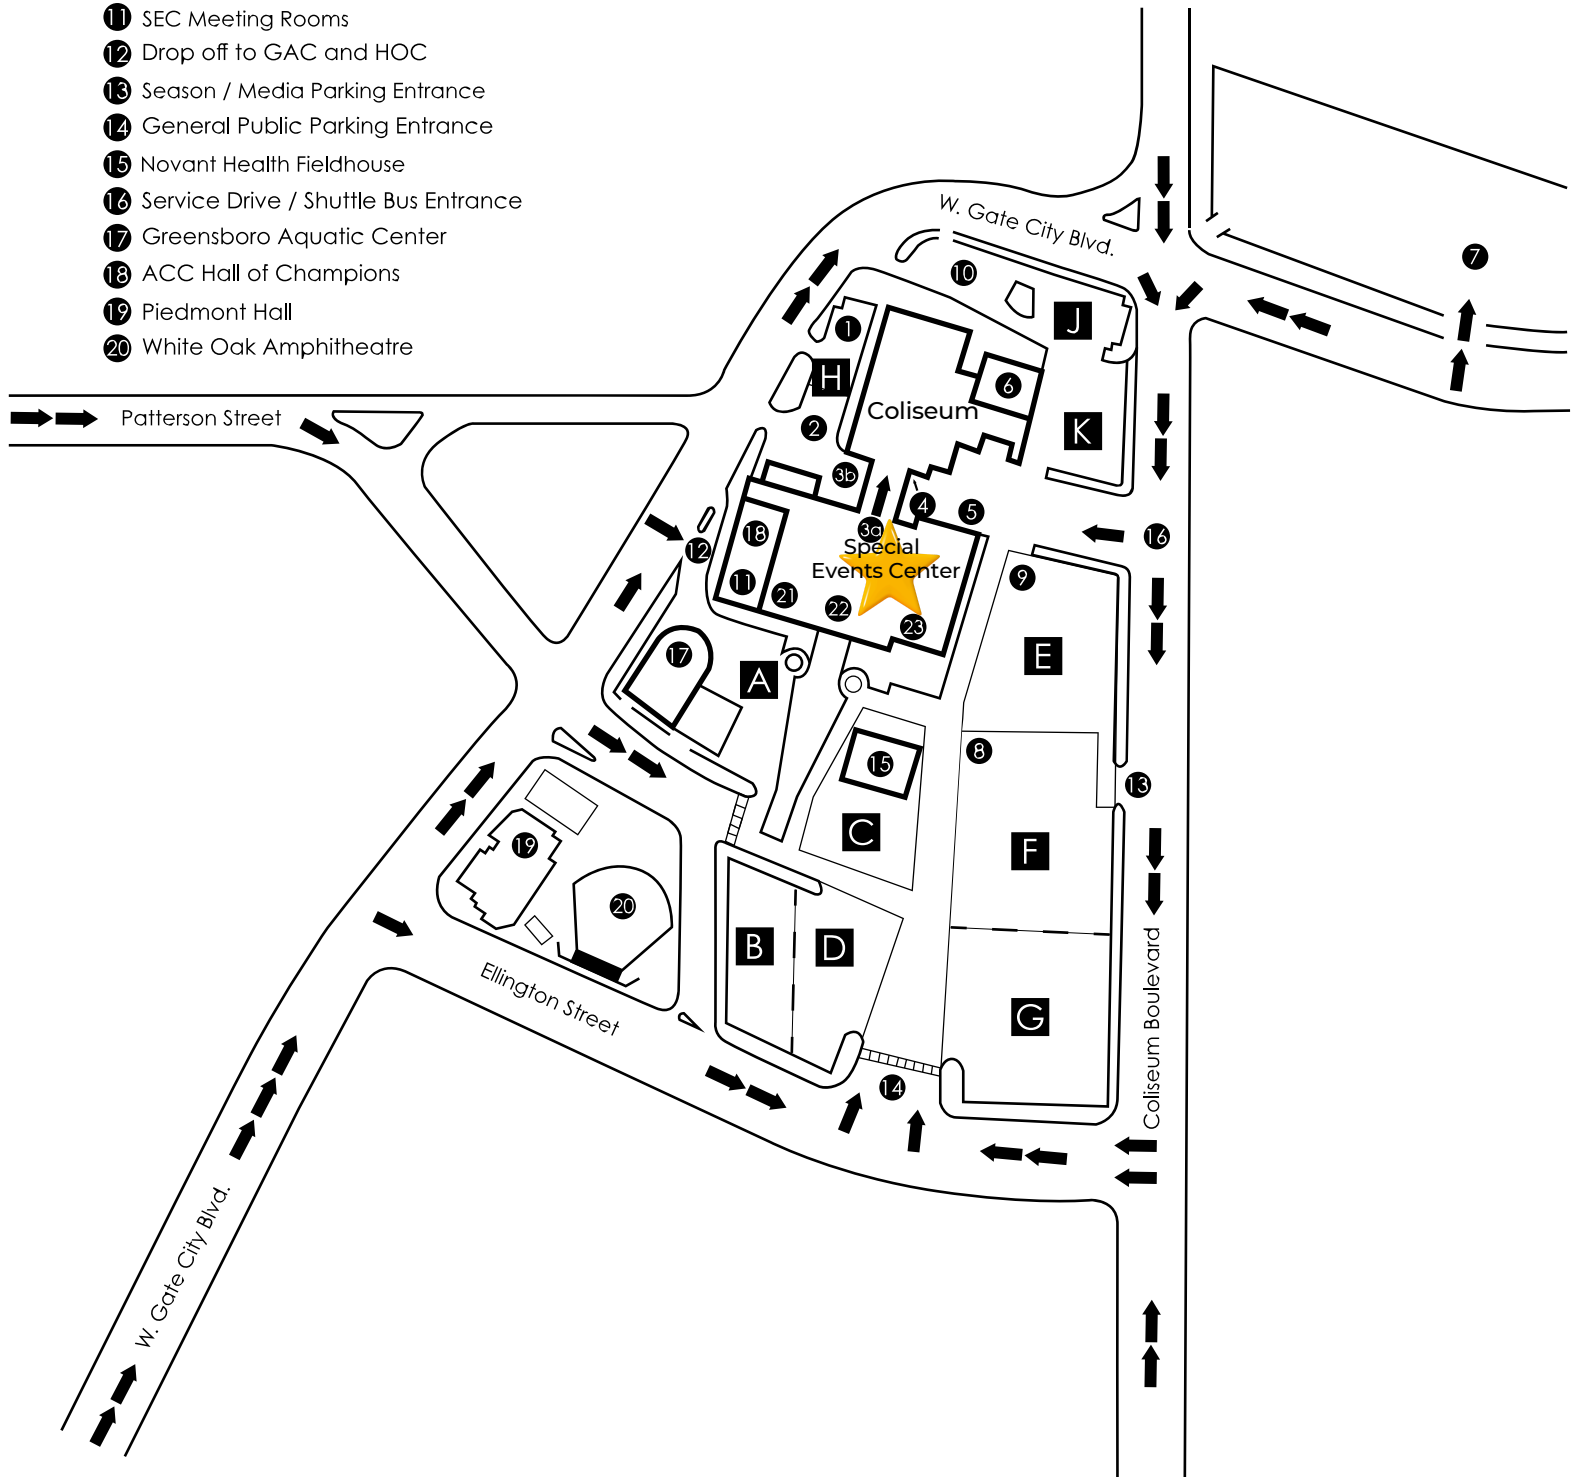 11 SEC Meeting Rooms
12 Drop off to GAC and HOC
13 Season / Media Parking Entrance
14 General Public Parking Entrance
15 Novant Health Fieldhouse
16 Service Drive / Shuttle Bus Entrance
17 Greensboro Aquatic Center
18 ACC Hall of Champions
19 Piedmont Hall
20 White Oak Amphitheatre
W. Gate City Blvd.
7
10
J
1
H
6
Coliseum
Patterson Street
2
K
3b
4
5
3a
18
12
16
Special
Events Center
9
11
21
22
23
17
A
E
8
15
13
C
F
19
20
B
D
Ellington Street
G
Coliseum Boulevard
14
W. Gate City Blvd.